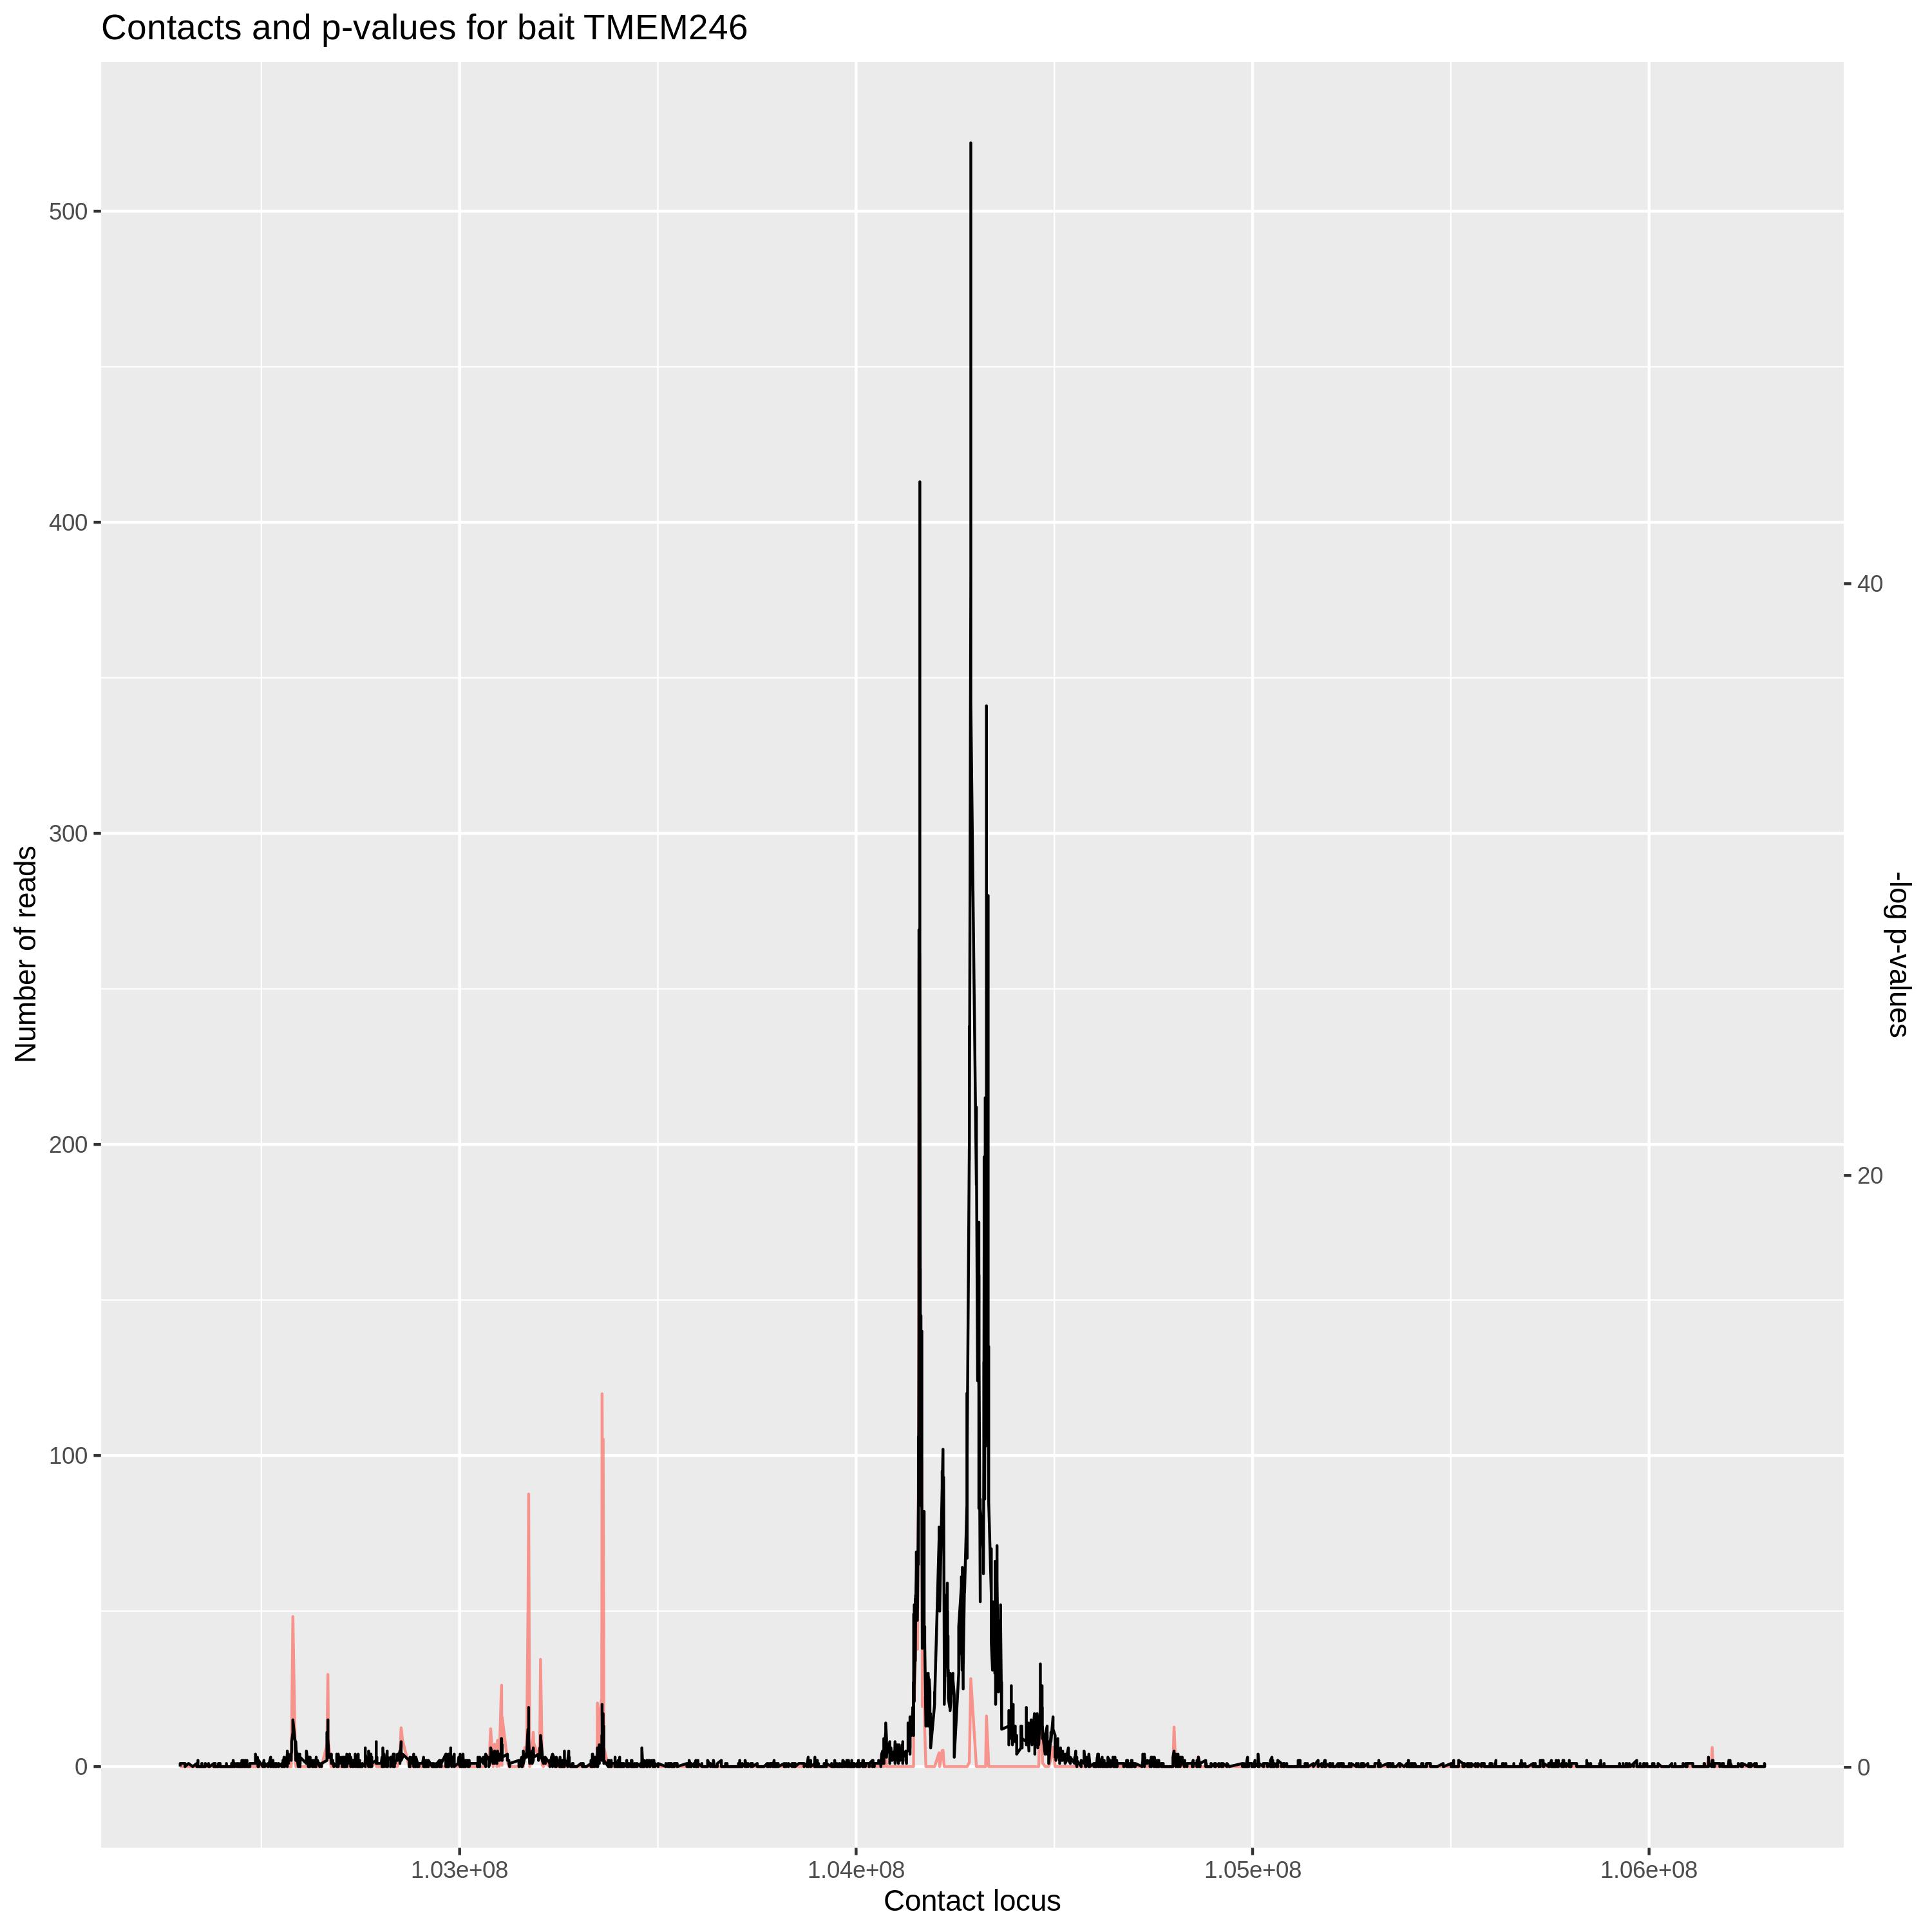 Contacts and p-values for bait TMEM246
Number of reads
500
400
300
200
100
0
40
20
0
-log p-values
1.03e+08
1.04e+08
1.05e+08
1.06e+08
Contact locus